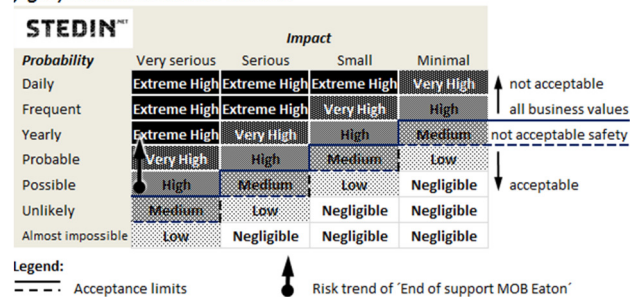 STEDIN.NET
Impact
Probability Very serious Serious Small Minimal
Daily Extreme High Extreme High Extreme High Very High not acceptable
Frequent Extreme High Extreme High Very High High all business values
Yearly Extreme High Very High High Medium not acceptable safety
Probable Very High High Medium Low
Possible High Medium Low Negligible acceptable
Unlikely Medium Low Negligible Negligible
Almost impossible Low Negligible Negligible Negligible
Legend:
Acceptance limits Risk trend of ´End of support MOB Eaton´